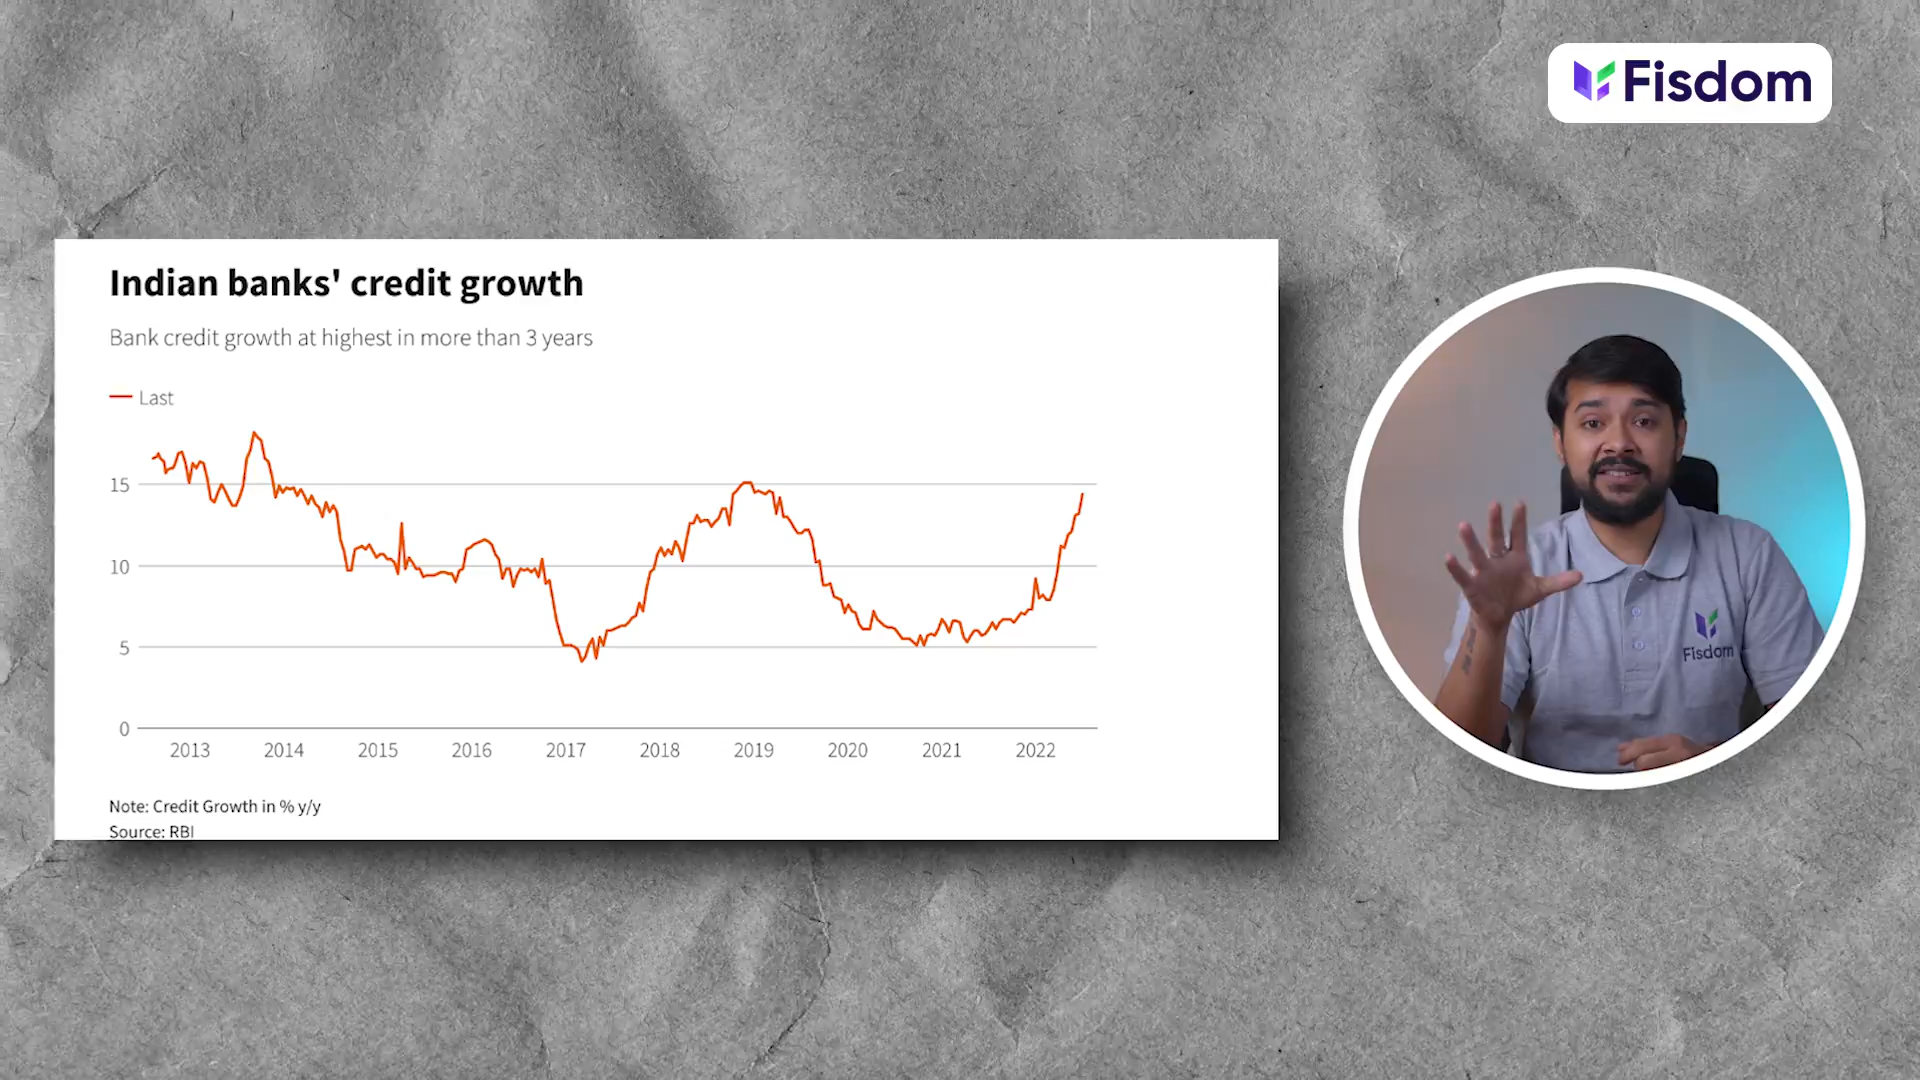 Fisdom
Indian banks' credit growth
Bank credit growth at highest in more than 3 years
Last
15
10
5
0
2013 2014 2015 2016 2017 2018 2019 2020 2021 2022
Note: Credit Growth in % y/y
Source: RBI
Fisdom